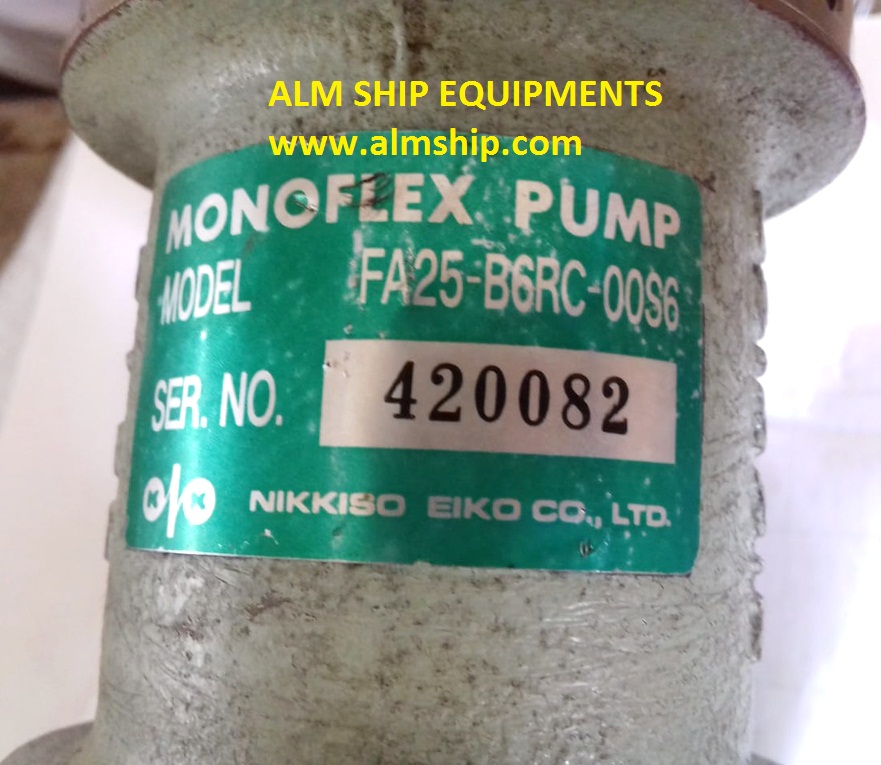 ALM SHIP EQUIPMENTS
www.almship.com
MONOFLEX PUMP
MODEL FA25-B6RC-00S6
SER. NO. 420082
K/K NIKKISO EIKO CO., LTD.